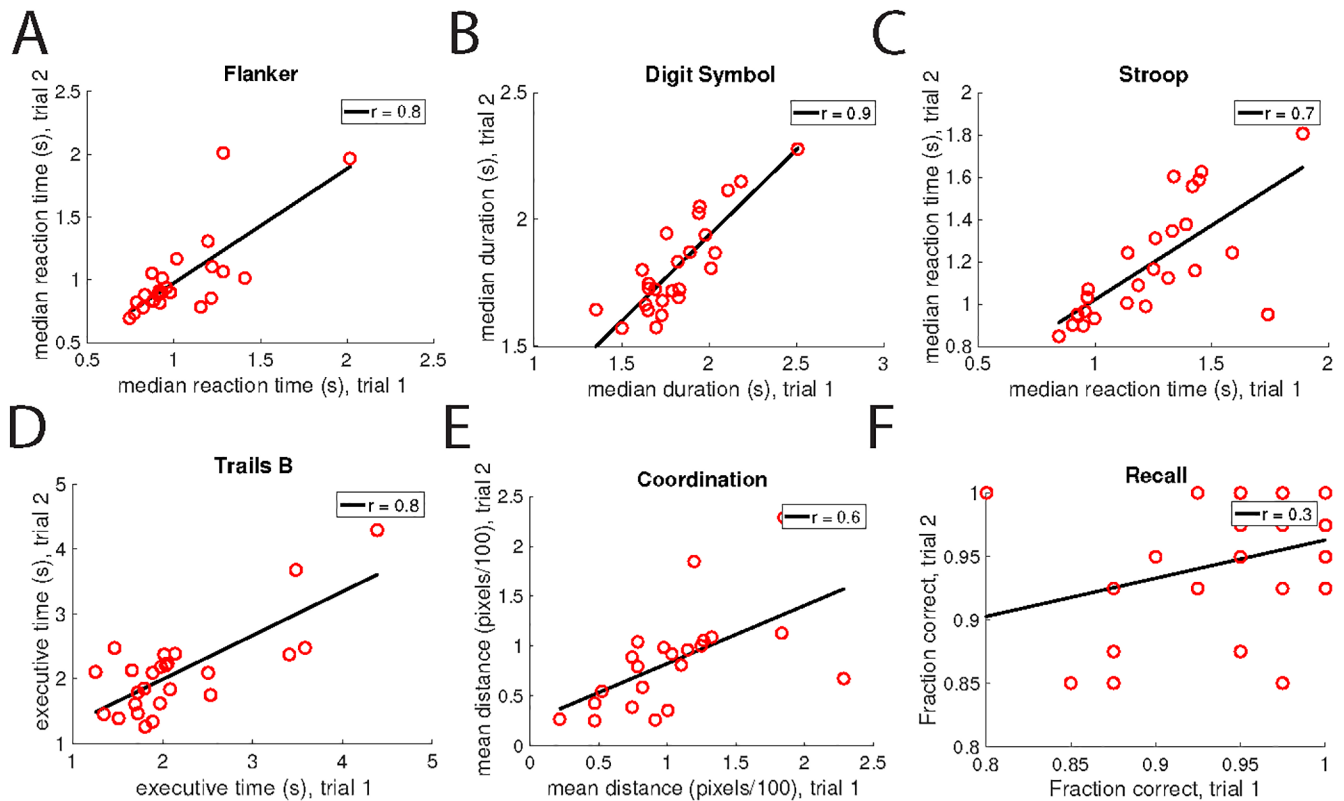 A
Flanker
median reaction time (s), trial 2
2.5
2
1.5
1
0.5
0.5
1
1.5
2
2.5
r = 0.8
median reaction time (s), trial 1
B
Digit Symbol
median duration (s), trial 2
2.5
2
1.5
1
1.5
2
2.5
3
r = 0.9
median duration (s), trial 1
C
Stroop
median reaction time (s), trial 2
2
1.8
1.6
1.4
1.2
1
0.8
0.5
1
1.5
2
r = 0.7
median reaction time (s), trial 1
D
Trails B
executive time (s), trial 2
5
4
3
2
1
1
2
3
4
5
r = 0.8
executive time (s), trial 1
E
Coordination
mean distance (pixels/100), trial 2
2.5
2
1.5
1
0.5
0
0
0.5
1
1.5
2
2.5
r = 0.6
mean distance (pixels/100), trial 1
F
Recall
Fraction correct, trial 2
1
0.95
0.9
0.85
0.8
0.8
0.85
0.9
0.95
1
r = 0.3
Fraction correct, trial 1